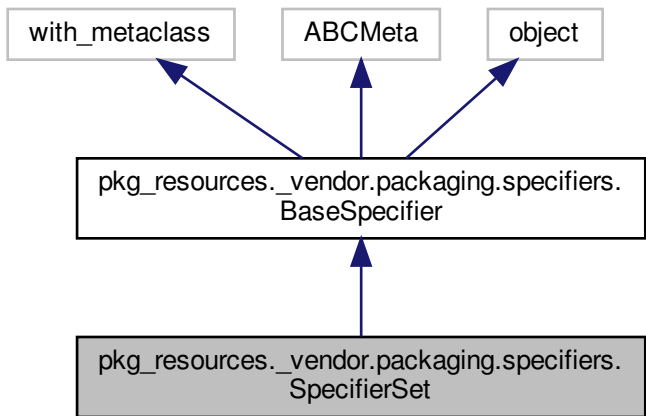 with_metaclass
ABCMeta
object
pkg_resources._vendor.packaging.specifiers.
BaseSpecifier
pkg_resources._vendor.packaging.specifiers.
SpecifierSet